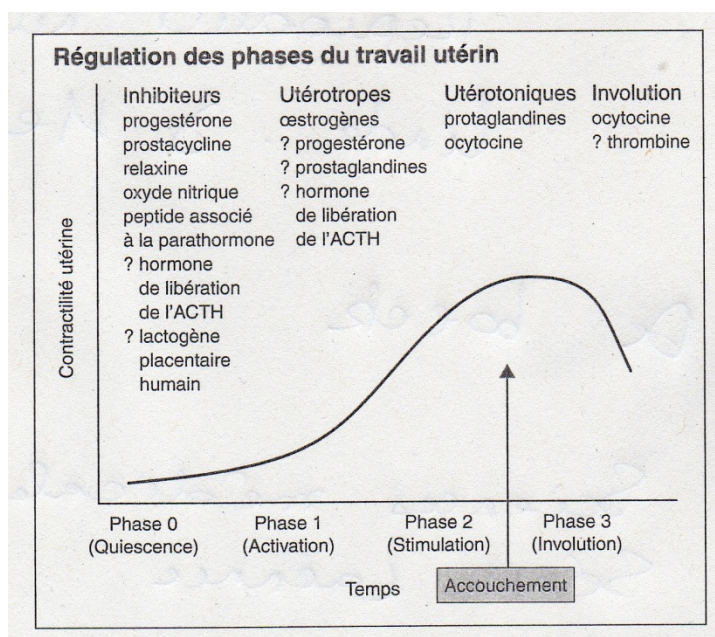 Régulation des phases du travail utérin
Inhibiteurs
progestérone
prostacycline
relaxine
oxyde nitrique
peptide associé
à la parathormone
? hormone
de libération
de l'ACTH
? lactogène
placentaire
humain
Utérotropes
œstrogènes
? progestérone
? prostaglandines
? hormone
de libération
de l'ACTH
Utérotoniques
protaglandines
ocytocine
Involution
ocytocine
? thrombine
Contractilité utérine
Phase 0
(Quiescence)
Phase 1
(Activation)
Phase 2
(Stimulation)
Phase 3
(Involution)
Temps
Accouchement